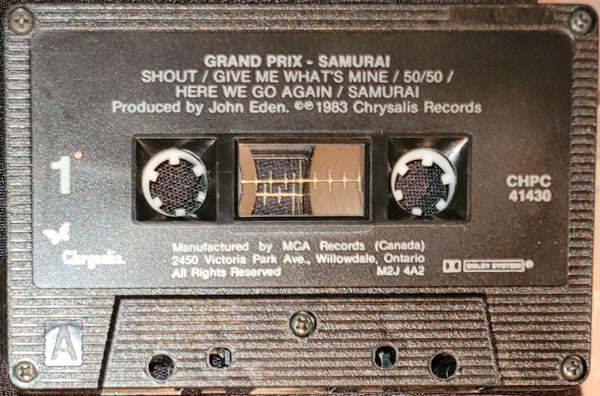 GRAND PRIX - SAMURAI
SHOUT / GIVE ME WHAT'S MINE / 50/50 /
HERE WE GO AGAIN / SAMURAI
Produced by John Eden. ©℗1983 Chrysalis Records
1
CHPC
41430
Chrysalis.
Manufactured by MCA Records (Canada)
2450 Victoria Park Ave., Willowdale, Ontario
All Rights Reserved M2J 4A2
DOLBY SYSTEM®
A